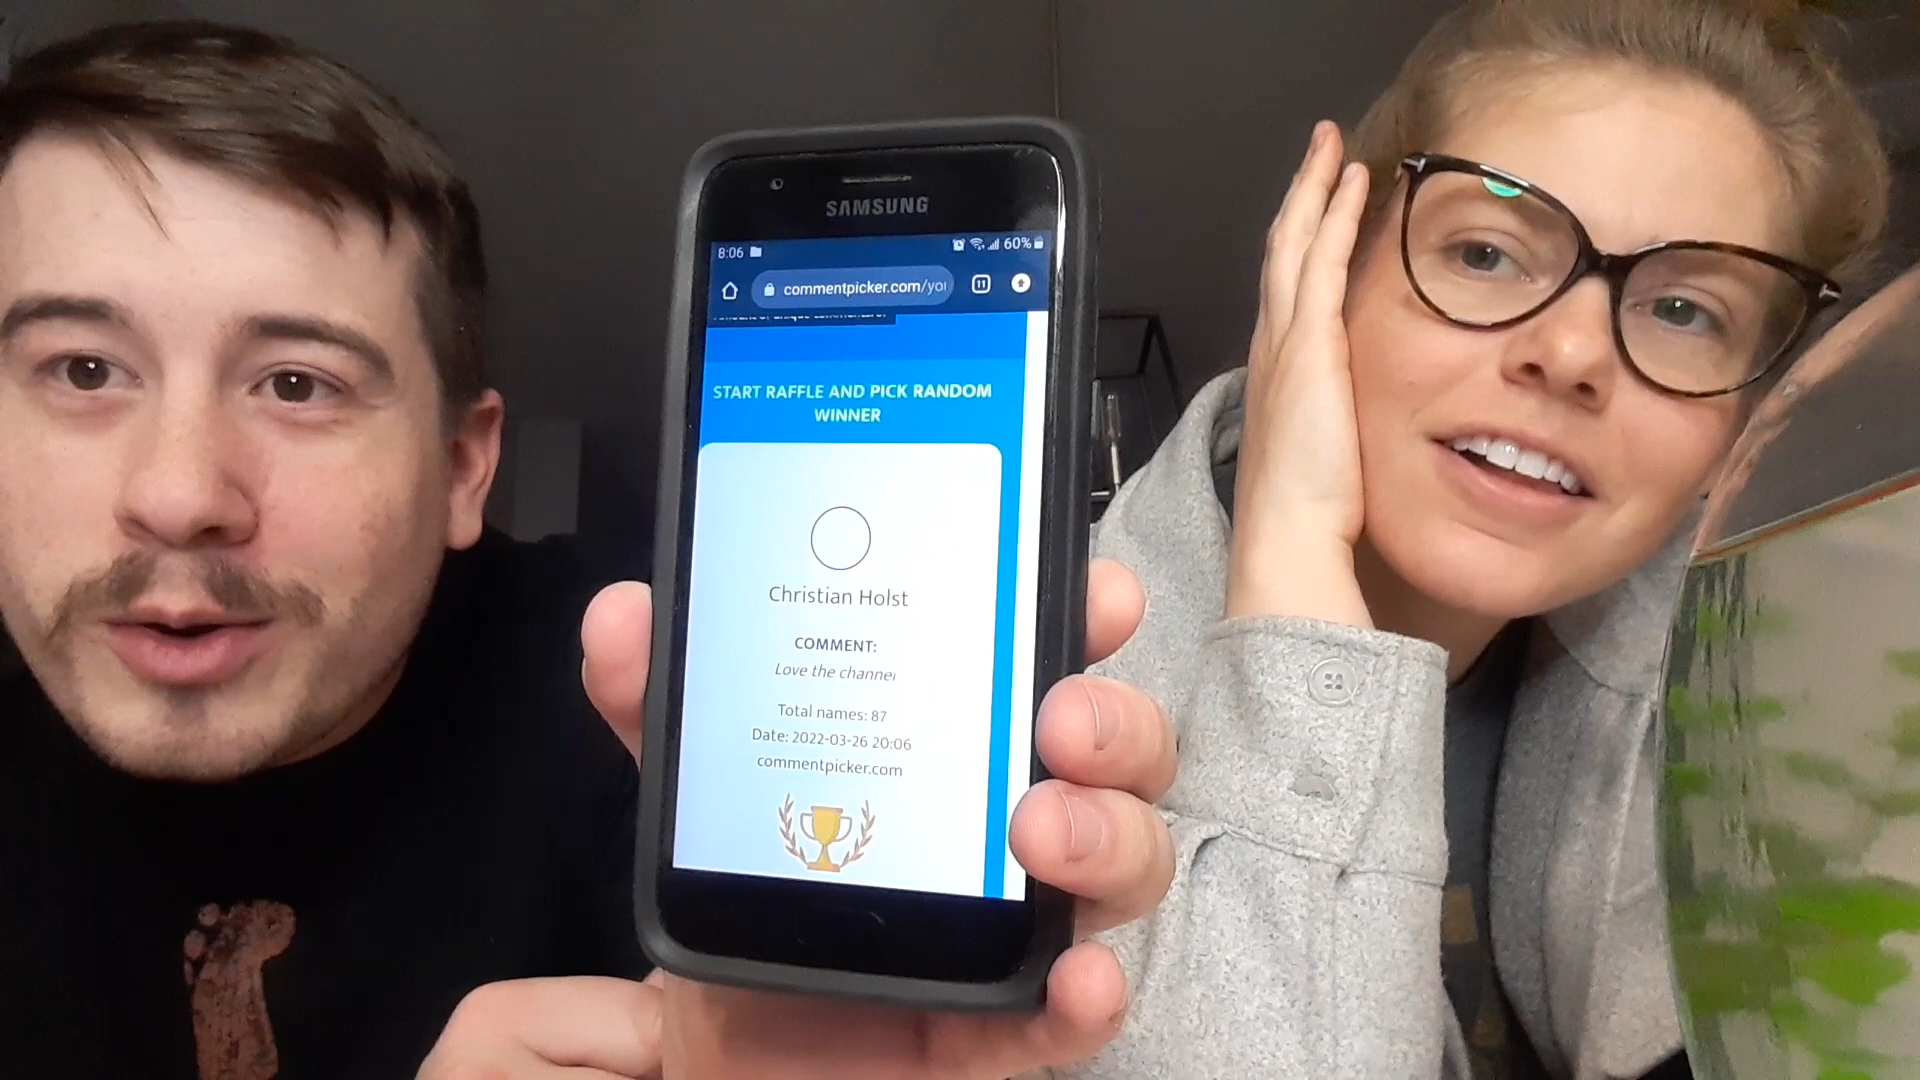 SAMSUNG
8:06 60%
commentpicker.com/you
START RAFFLE AND PICK RANDOM
WINNER
Christian Holst
COMMENT:
Love the channel
Total names: 87
Date: 2022-03-26 20:06
commentpicker.com